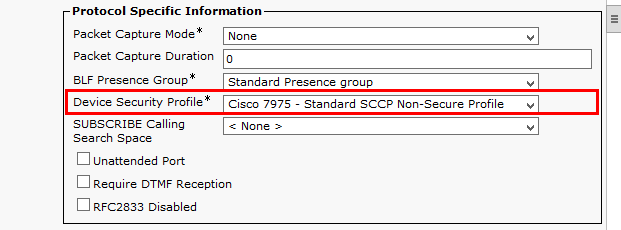 Protocol Specific Information
Packet Capture Mode* None
Packet Capture Duration 0
BLF Presence Group* Standard Presence group
Device Security Profile* Cisco 7975 - Standard SCCP Non-Secure Profile
SUBSCRIBE Calling Search Space < None >
Unattended Port
Require DTMF Reception
RFC2833 Disabled